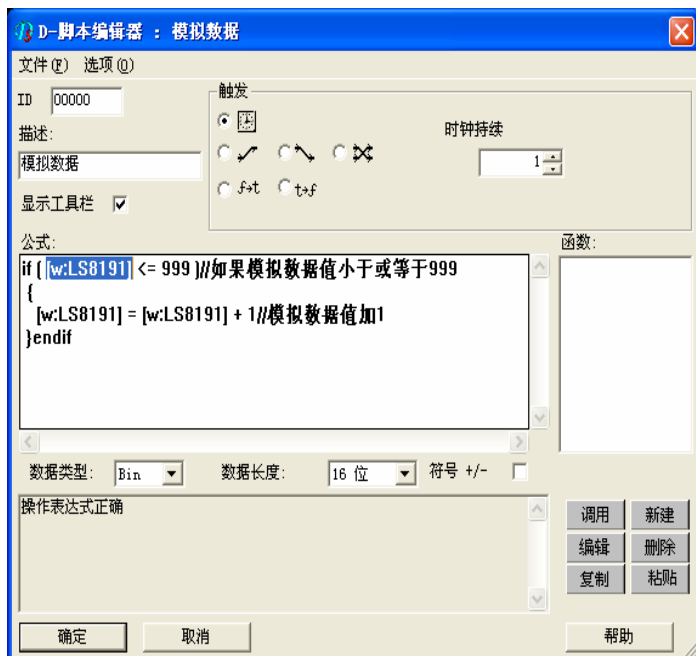 D-脚本编辑器 : 模拟数据
文件(F) 选项(O)
ID 00000
触发
描述:
时钟持续
模拟数据
1
f→t t→f
显示工具栏
公式:
函数:
if ( [w:LS8191] <= 999 )//如果模拟数据值小于或等于999
{
[w:LS8191] = [w:LS8191] + 1//模拟数据值加1
}endif
数据类型: Bin 数据长度: 16 位 符号 +/-
操作表达式正确
调用 新建
编辑 删除
复制 粘贴
确定 取消 帮助